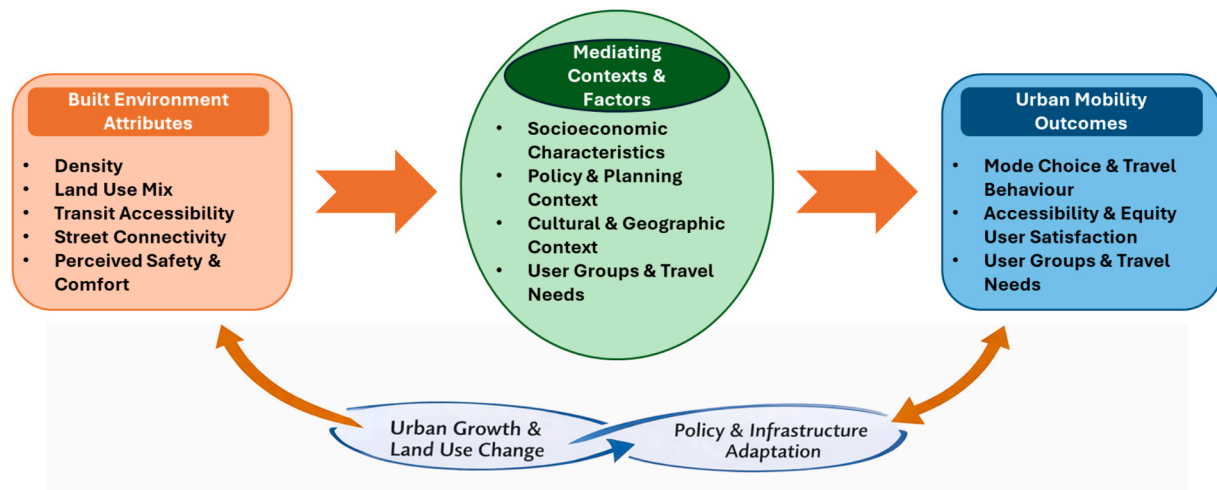 Built Environment
Attributes
• Density
• Land Use Mix
• Transit Accessibility
• Street Connectivity
• Perceived Safety &
Comfort
Mediating
Contexts &
Factors
• Socioeconomic
Characteristics
• Policy & Planning
Context
• Cultural & Geographic
Context
• User Groups & Travel
Needs
Urban Mobility
Outcomes
• Mode Choice & Travel
Behaviour
• Accessibility & Equity
User Satisfaction
• User Groups & Travel
Needs
Urban Growth &
Land Use Change
Policy & Infrastructure
Adaptation